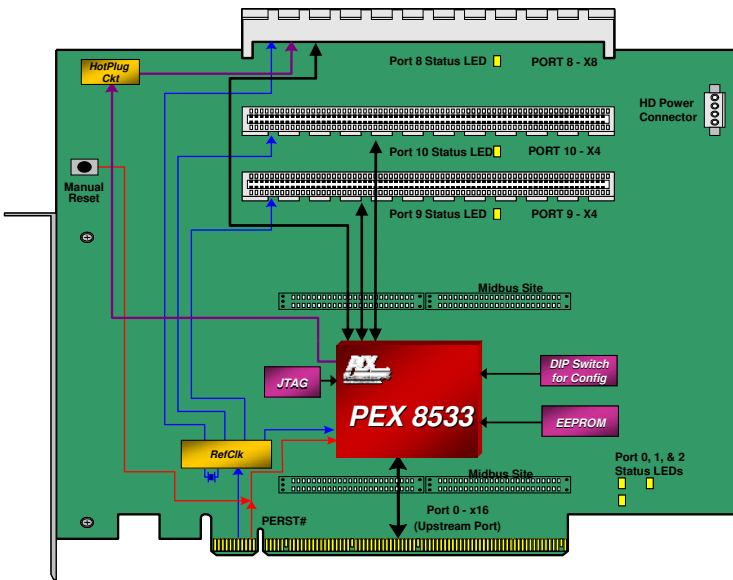 HotPlug
Ckt
Port 8 Status LED
PORT 8 - X8
HD Power
Connector
Port 10 Status LED
PORT 10 - X4
Manual
Reset
Port 9 Status LED
PORT 9 - X4
Midbus Site
PLX
JTAG
PEX 8533
DIP Switch
for Config
EEPROM
RefClk
Midbus Site
Port 0, 1, & 2
Status LEDs
PERST#
Port 0 - x16
(Upstream Port)